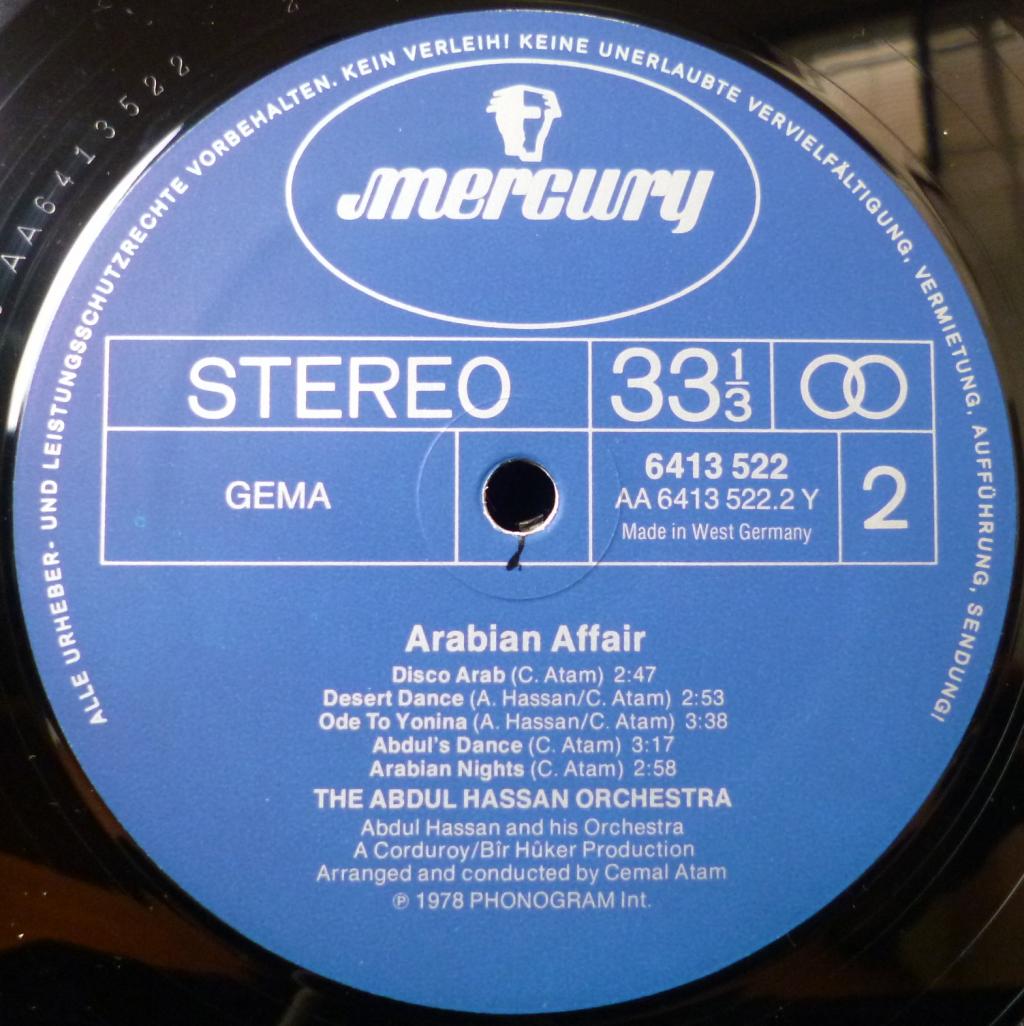 ALLE URHEBER- UND LEISTUNGSSCHUTZRECHTE VORBEHALTEN. KEIN VERLEIH! KEINE UNERLAUBTE VERVIELFÄLTIGUNG, VERMIETUNG, AUFFÜHRUNG, SENDUNG!
AA6413522
mercury
STEREO
33 1/3
GEMA
6413 522
AA 6413 522.2 Y
Made in West Germany
2
Arabian Affair
Disco Arab (C. Atam) 2:47
Desert Dance (A. Hassan/C. Atam) 2:53
Ode To Yonina (A. Hassan/C. Atam) 3:38
Abdul's Dance (C. Atam) 3:17
Arabian Nights (C. Atam) 2:58
THE ABDUL HASSAN ORCHESTRA
Abdul Hassan and his Orchestra
A Corduroy/Bîr Hûker Production
Arranged and conducted by Cemal Atam
℗ 1978 PHONOGRAM Int.